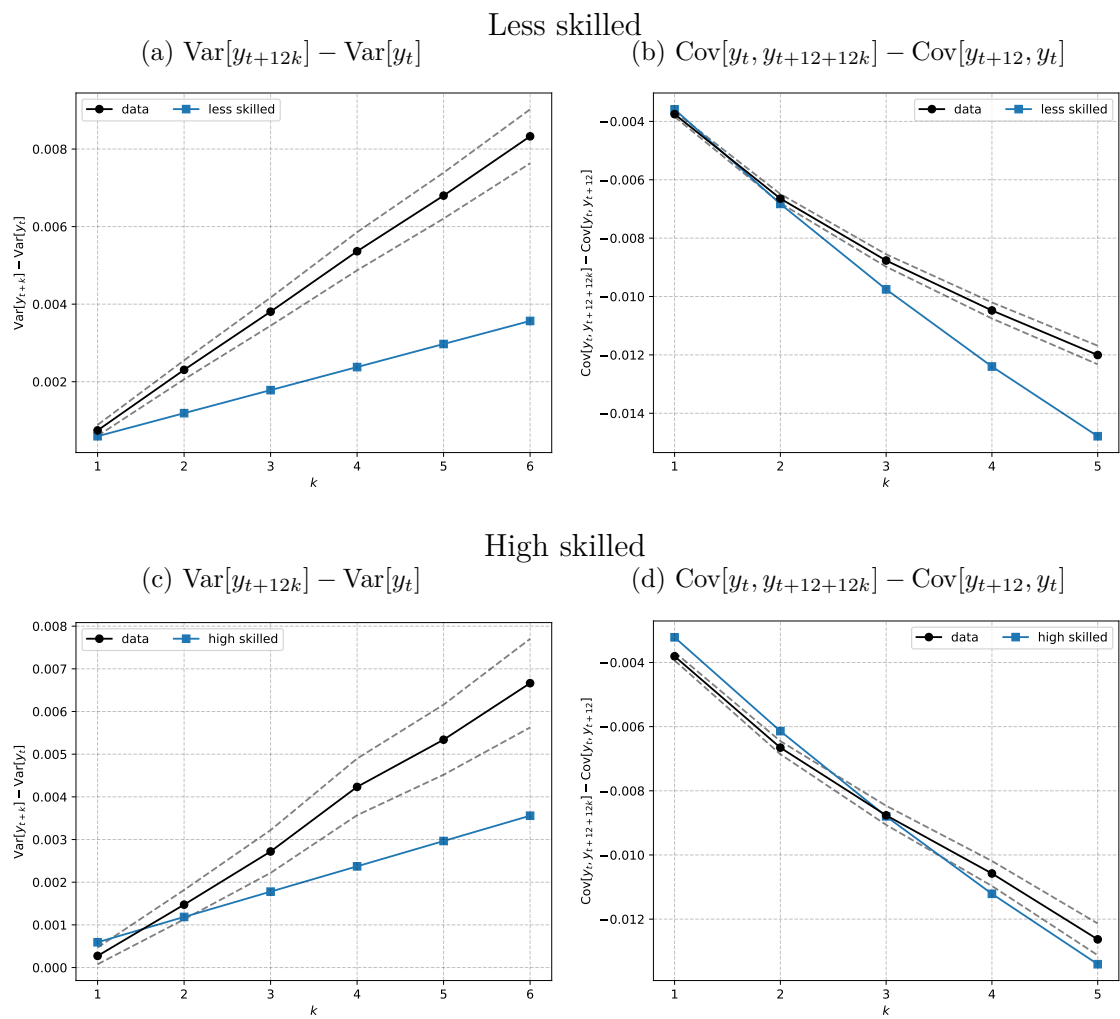 Less skilled
(a) Var[y_{t+12k}] − Var[y_t]
(b) Cov[y_t, y_{t+12+12k}] − Cov[y_{t+12}, y_t]
data
less skilled
0.008
0.006
0.004
0.002
Var[y_{t+k}] − Var[y_t]
1 2 3 4 5 6
k
data
less skilled
−0.004
−0.006
−0.008
−0.010
−0.012
−0.014
Cov[y_t, y_{t+12+12k}] − Cov[y_t, y_{t+12}]
1 2 3 4 5
k
High skilled
(c) Var[y_{t+12k}] − Var[y_t]
(d) Cov[y_t, y_{t+12+12k}] − Cov[y_{t+12}, y_t]
data
high skilled
0.008
0.007
0.006
0.005
0.004
0.003
0.002
0.001
0.000
Var[y_{t+k}] − Var[y_t]
1 2 3 4 5 6
k
data
high skilled
−0.004
−0.006
−0.008
−0.010
−0.012
Cov[y_t, y_{t+12+12k}] − Cov[y_t, y_{t+12}]
1 2 3 4 5
k